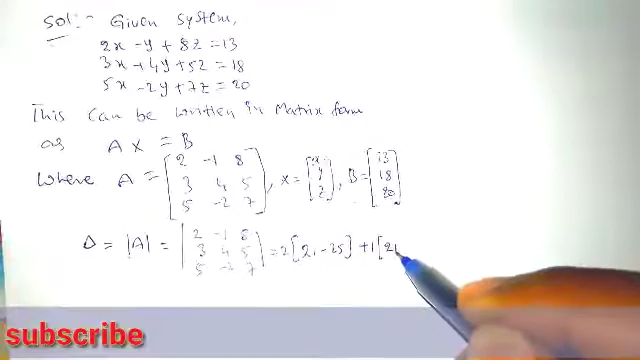 Sol:- Given System,
2x - y + 8z = 13
3x + 4y + 5z = 18
5x - 2y + 7z = 20
This Can be written in Matrix form
as AX = B
Where A = [2 -1 8 , X = [x , B = [13
3 4 5 y 18
5 -2 7] z] 20]
Δ = |A| = |2 -1 8 = 2[2, -25] + 1[21
3 4 5
5 -2 7|
subscribe